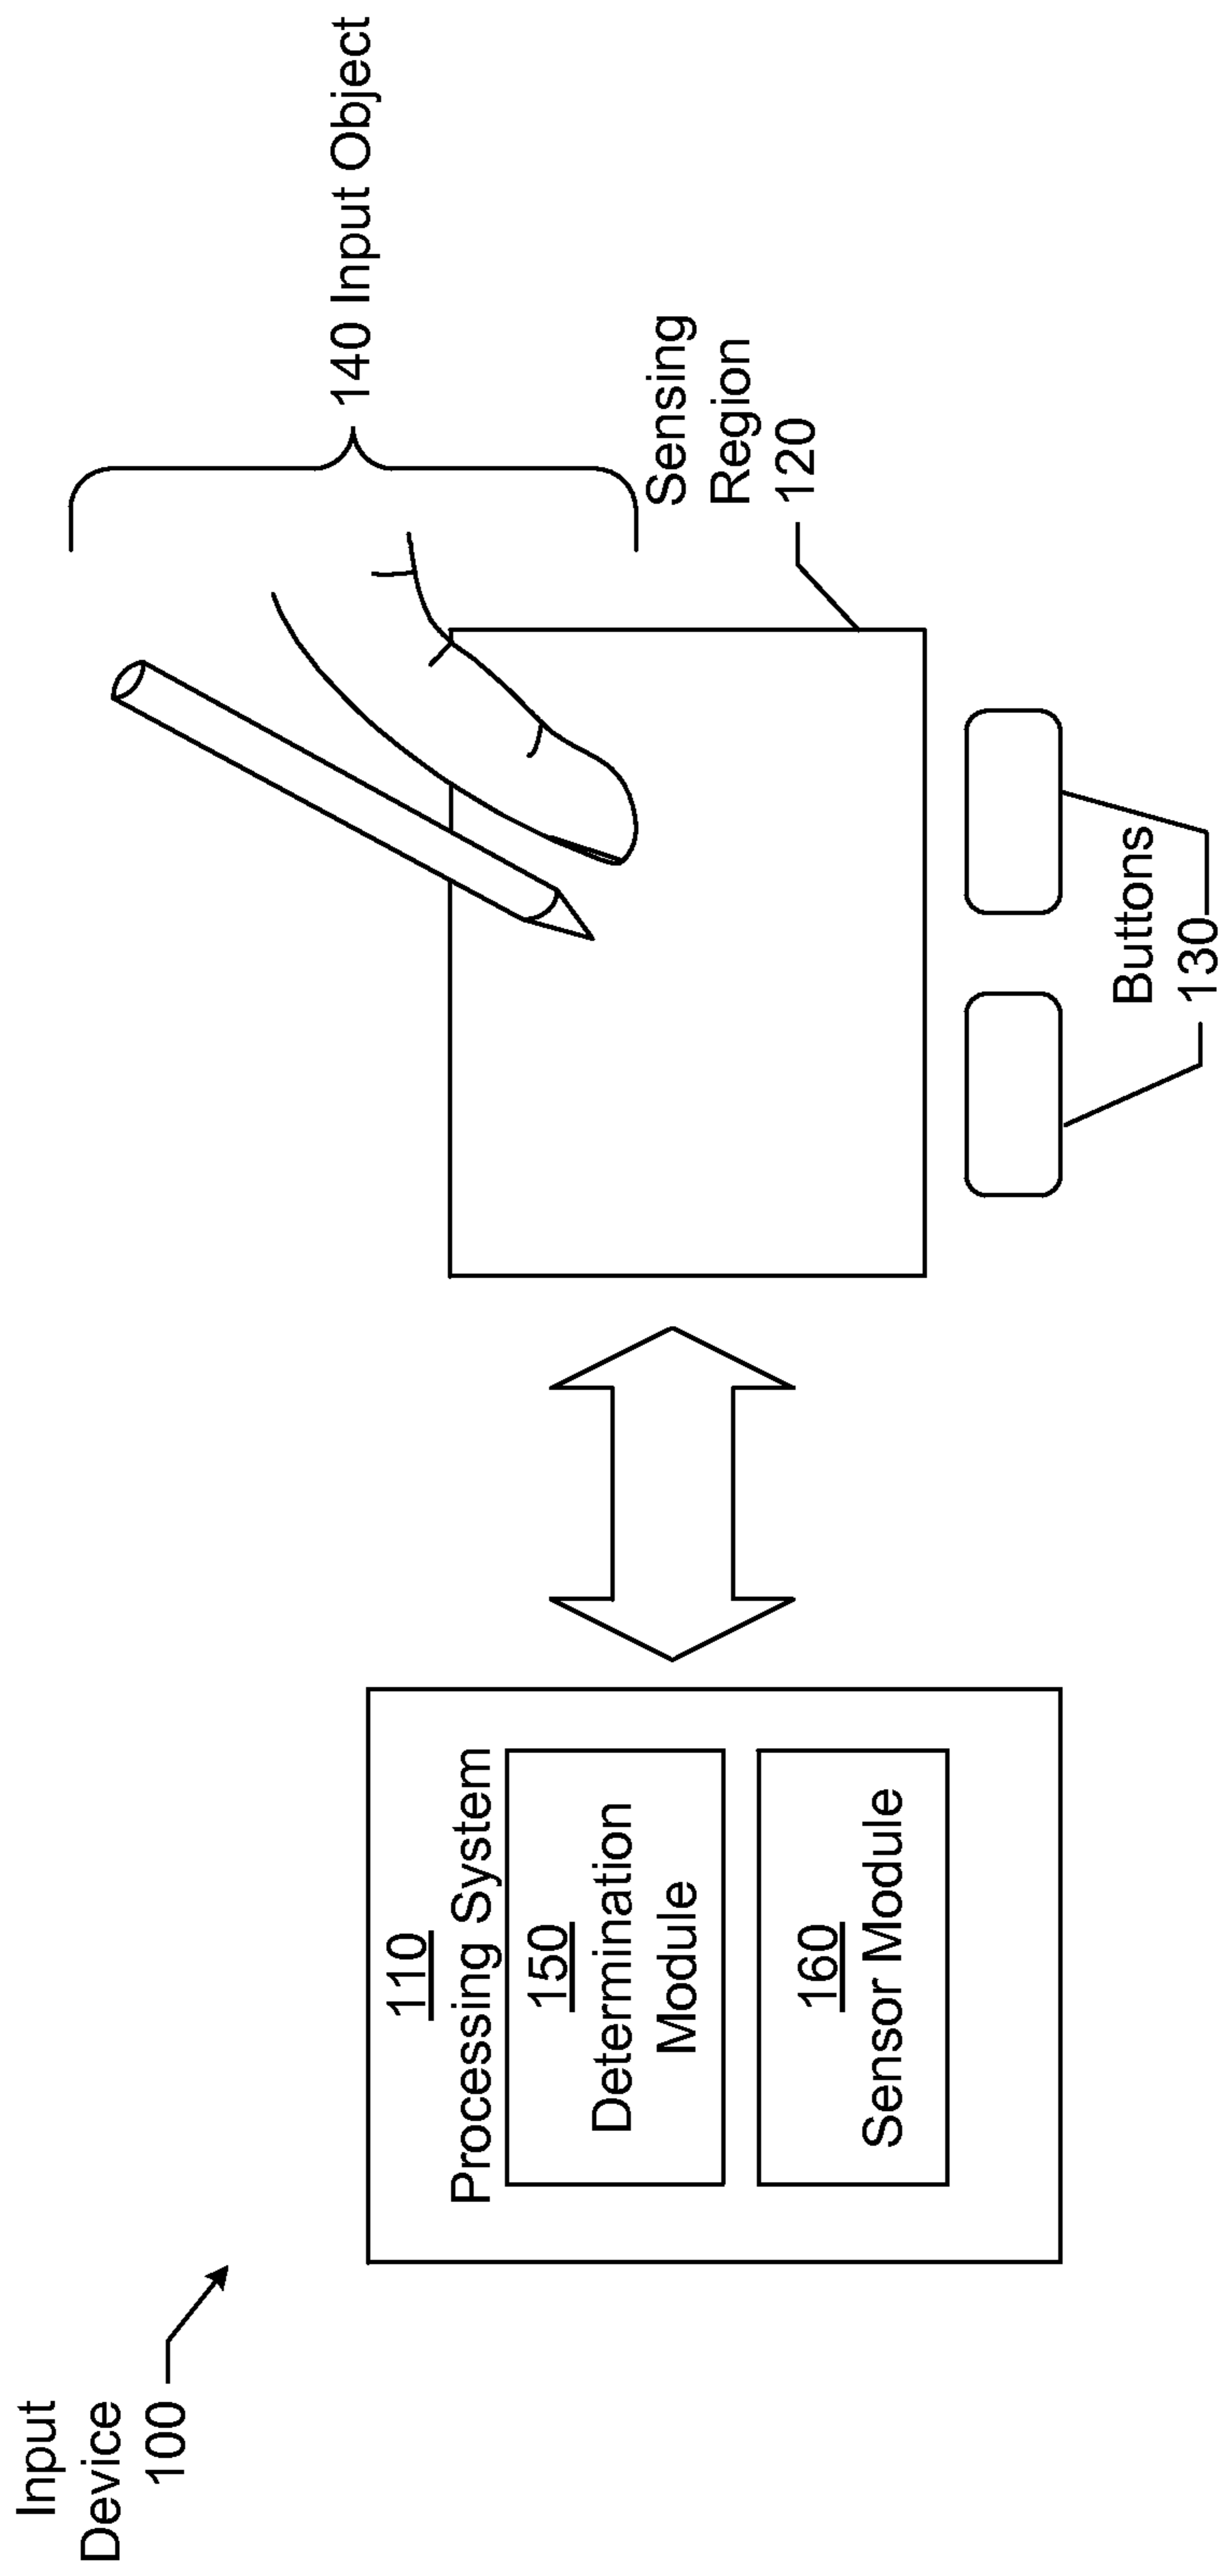 Input
Device
100
110
Processing System
150
Determination
Module
160
Sensor Module
140 Input Object
Sensing
Region
120
Buttons
130